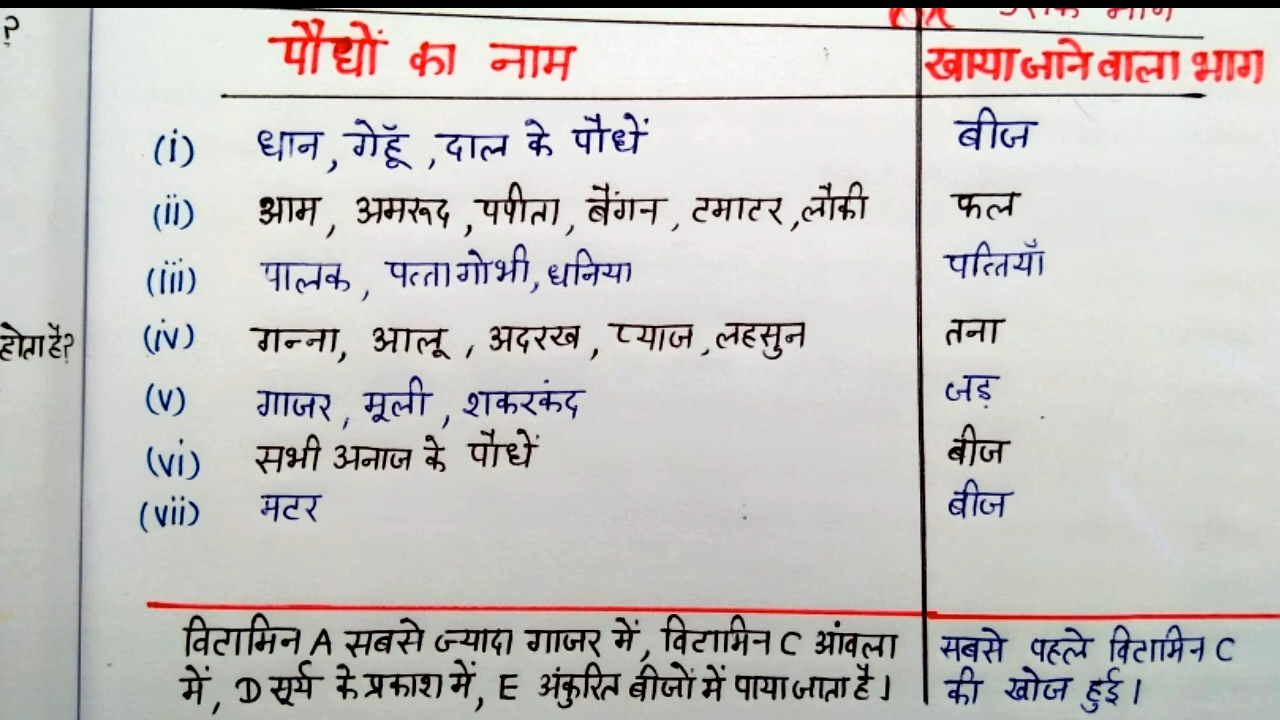 ?
पौधों का नाम
खाया जाने वाला भाग
(i) धान, गेहूँ, दाल के पौधें बीज
(ii) आम, अमरूद, पपीता, बैंगन, टमाटर, लौकी फल
(iii) पालक, पत्तागोभी, धनिया पत्तियाँ
(iv) गन्ना, आलू, अदरख, प्याज, लहसुन तना
होता है?
(v) गाजर, मूली, शकरकंद जड़
(vi) सभी अनाज के पौधें बीज
(vii) मटर बीज
विटामिन A सबसे ज्यादा गाजर में, विटामिन C आंवला
में, D सूर्य के प्रकाश में, E अंकुरित बीजों में पाया जाता है।
सबसे पहले विटामिन C
की खोज हुई।